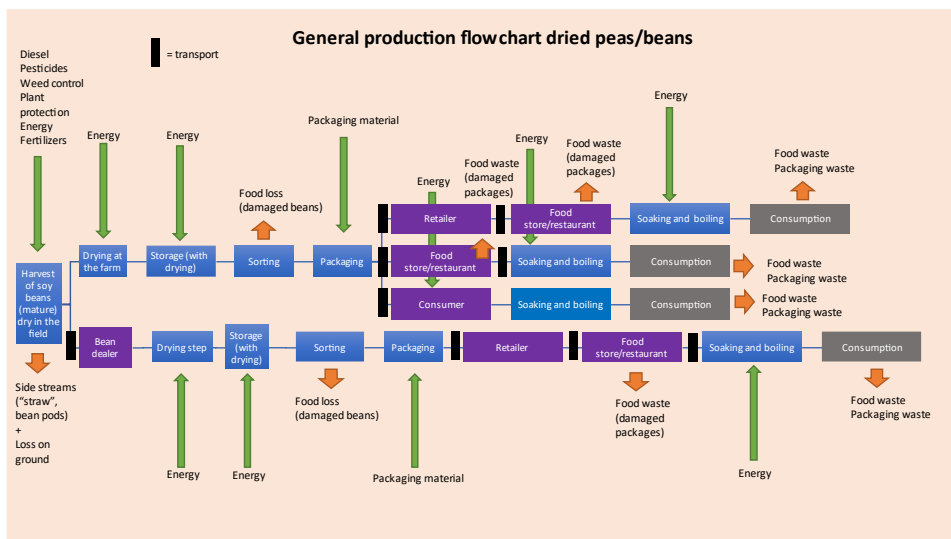 General production flowchart dried peas/beans
= transport
Diesel
Pesticides
Weed control
Plant
protection
Energy
Fertilizers
Energy
Energy
Packaging material
Energy
Food waste
(damaged
packages)
Energy
Food waste
(damaged
packages)
Energy
Food waste
Packaging waste
Food loss
(damaged beans)
Retailer
Food
store/restaurant
Soaking and boiling
Consumption
Harvest
of soy
beans
(mature)
dry in the
field
Drying at
the farm
Storage (with
drying)
Sorting
Packaging
Food
store/restaurant
Soaking and boiling
Consumption
Food waste
Packaging waste
Consumer
Soaking and boiling
Consumption
Food waste
Packaging waste
Bean
dealer
Drying step
Storage
(with
drying)
Sorting
Packaging
Retailer
Food
store/restaurant
Soaking and boiling
Consumption
Side streams
("straw",
bean pods)
+
Loss on
ground
Food loss
(damaged beans)
Food waste
(damaged
packages)
Food waste
Packaging waste
Energy
Energy
Packaging material
Energy